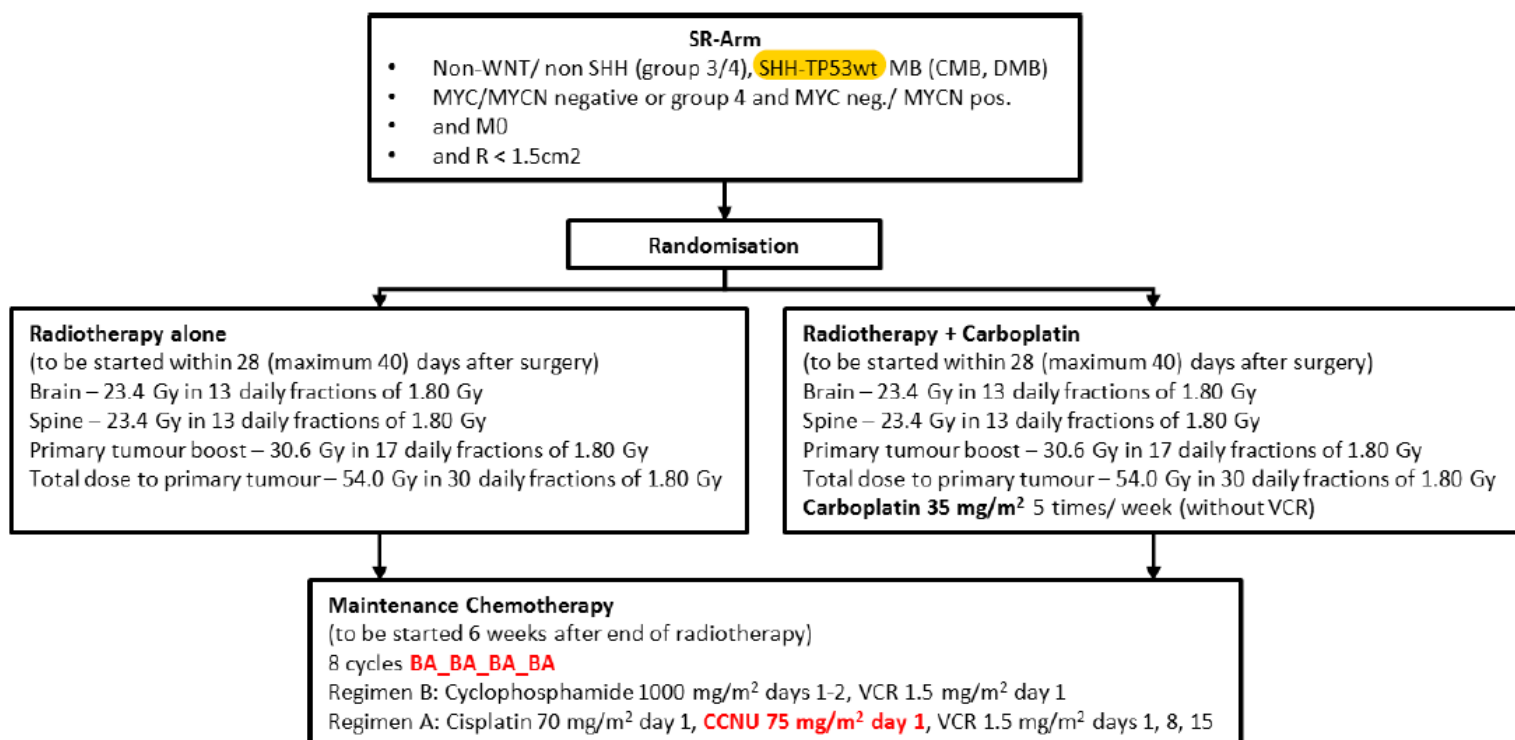 SR-Arm
• Non-WNT/ non SHH (group 3/4), SHH-TP53wt MB (CMB, DMB)
• MYC/MYCN negative or group 4 and MYC neg./ MYCN pos.
• and M0
• and R < 1.5cm2
Randomisation
Radiotherapy alone
(to be started within 28 (maximum 40) days after surgery)
Brain – 23.4 Gy in 13 daily fractions of 1.80 Gy
Spine – 23.4 Gy in 13 daily fractions of 1.80 Gy
Primary tumour boost – 30.6 Gy in 17 daily fractions of 1.80 Gy
Total dose to primary tumour – 54.0 Gy in 30 daily fractions of 1.80 Gy
Radiotherapy + Carboplatin
(to be started within 28 (maximum 40) days after surgery)
Brain – 23.4 Gy in 13 daily fractions of 1.80 Gy
Spine – 23.4 Gy in 13 daily fractions of 1.80 Gy
Primary tumour boost – 30.6 Gy in 17 daily fractions of 1.80 Gy
Total dose to primary tumour – 54.0 Gy in 30 daily fractions of 1.80 Gy
Carboplatin 35 mg/m² 5 times/ week (without VCR)
Maintenance Chemotherapy
(to be started 6 weeks after end of radiotherapy)
8 cycles BA_BA_BA_BA
Regimen B: Cyclophosphamide 1000 mg/m² days 1-2, VCR 1.5 mg/m² day 1
Regimen A: Cisplatin 70 mg/m² day 1, CCNU 75 mg/m² day 1, VCR 1.5 mg/m² days 1, 8, 15